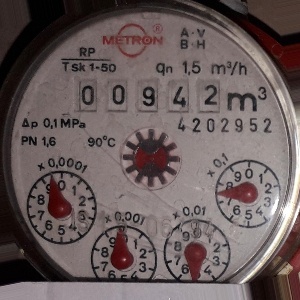 METRON
A·V
B·H
RP
Tsk 1-50
qn 1,5 m³/h
00942 m³
Δp 0,1 MPa
4202952
PN 1,6
90°C
x 0,0001
x 0,1
x 0,001
x 0,01